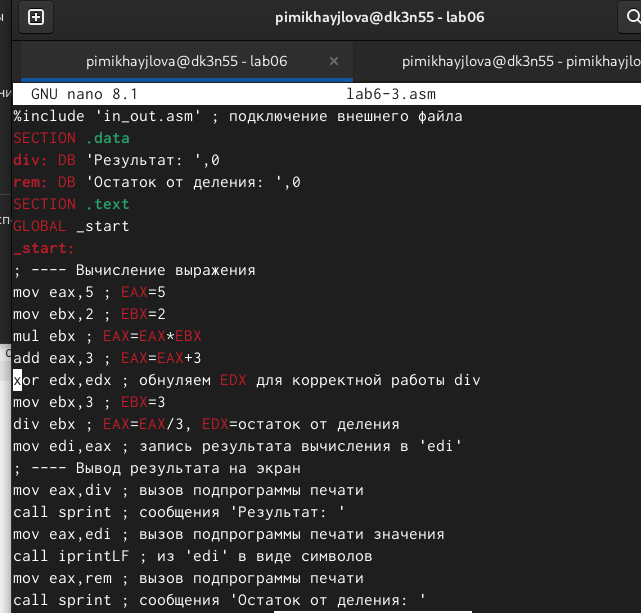 pimikhayjlova@dk3n55 - lab06
pimikhayjlova@dk3n55 - lab06
pimikhayjlova@dk3n55 - pimikhayjlo
GNU nano 8.1 lab6-3.asm
%include 'in_out.asm' ; подключение внешнего файла
SECTION .data
div: DB 'Результат: ',0
rem: DB 'Остаток от деления: ',0
SECTION .text
GLOBAL _start
_start:
; ---- Вычисление выражения
mov eax,5 ; EAX=5
mov ebx,2 ; EBX=2
mul ebx ; EAX=EAX*EBX
add eax,3 ; EAX=EAX+3
xor edx,edx ; обнуляем EDX для корректной работы div
mov ebx,3 ; EBX=3
div ebx ; EAX=EAX/3, EDX=остаток от деления
mov edi,eax ; запись результата вычисления в 'edi'
; ---- Вывод результата на экран
mov eax,div ; вызов подпрограммы печати
call sprint ; сообщения 'Результат: '
mov eax,edi ; вызов подпрограммы печати значения
call iprintLF ; из 'edi' в виде символов
mov eax,rem ; вызов подпрограммы печати
call sprint ; сообщения 'Остаток от деления: '